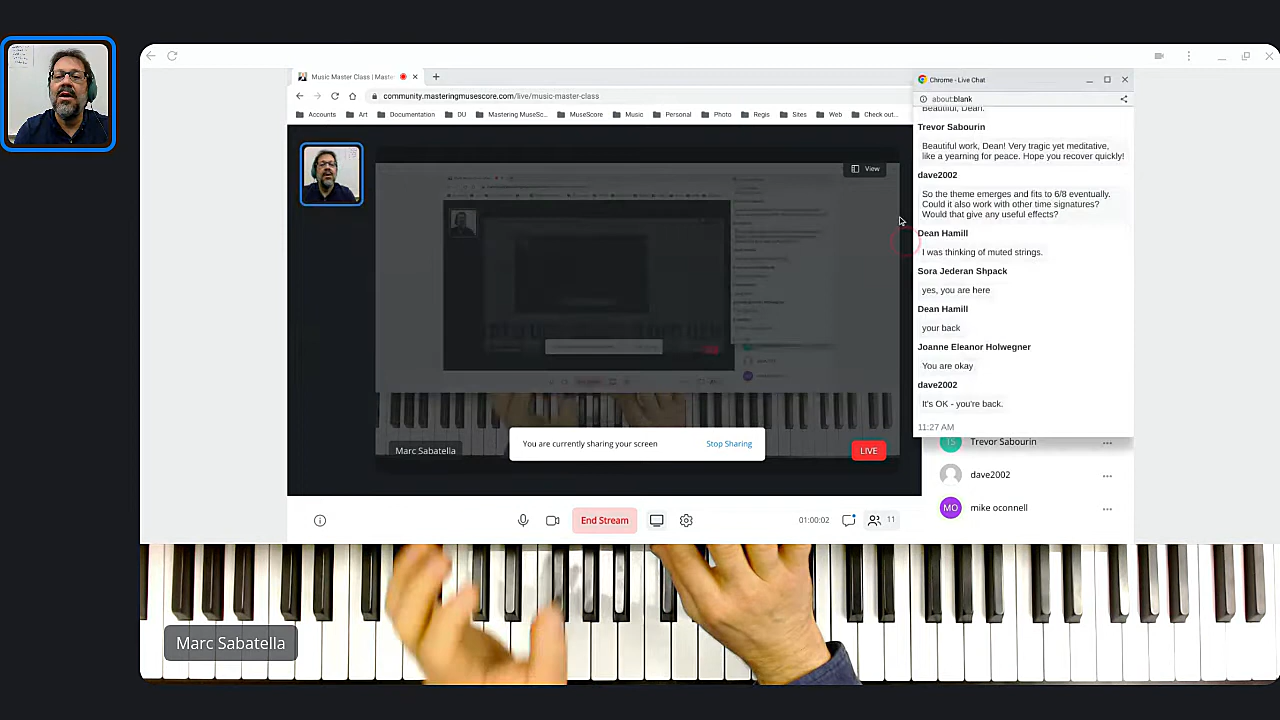 Music Master Class | Maste
community.masteringmusescore.com/live/music-master-class
Accounts
Art
Documentation
DU
Mastering MuseSc...
MuseScore
Music
Personal
Photo
Regis
Sites
Web
Check out...
View
You are currently sharing your screen
Stop Sharing
Marc Sabatella
LIVE
End Stream
01:00:02
11
Chrome - Live Chat
about:blank
Beautiful, Dean.
Trevor Sabourin
Beautiful work, Dean! Very tragic yet meditative,
like a yearning for peace. Hope you recover quickly!
dave2002
So the theme emerges and fits to 6/8 eventually.
Could it also work with other time signatures?
Would that give any useful effects?
Dean Hamill
I was thinking of muted strings.
Sora Jederan Shpack
yes, you are here
Dean Hamill
your back
Joanne Eleanor Holwegner
You are okay
dave2002
It's OK - you're back.
11:27 AM
TS
Trevor Sabourin
dave2002
MO
mike oconnell
Marc Sabatella